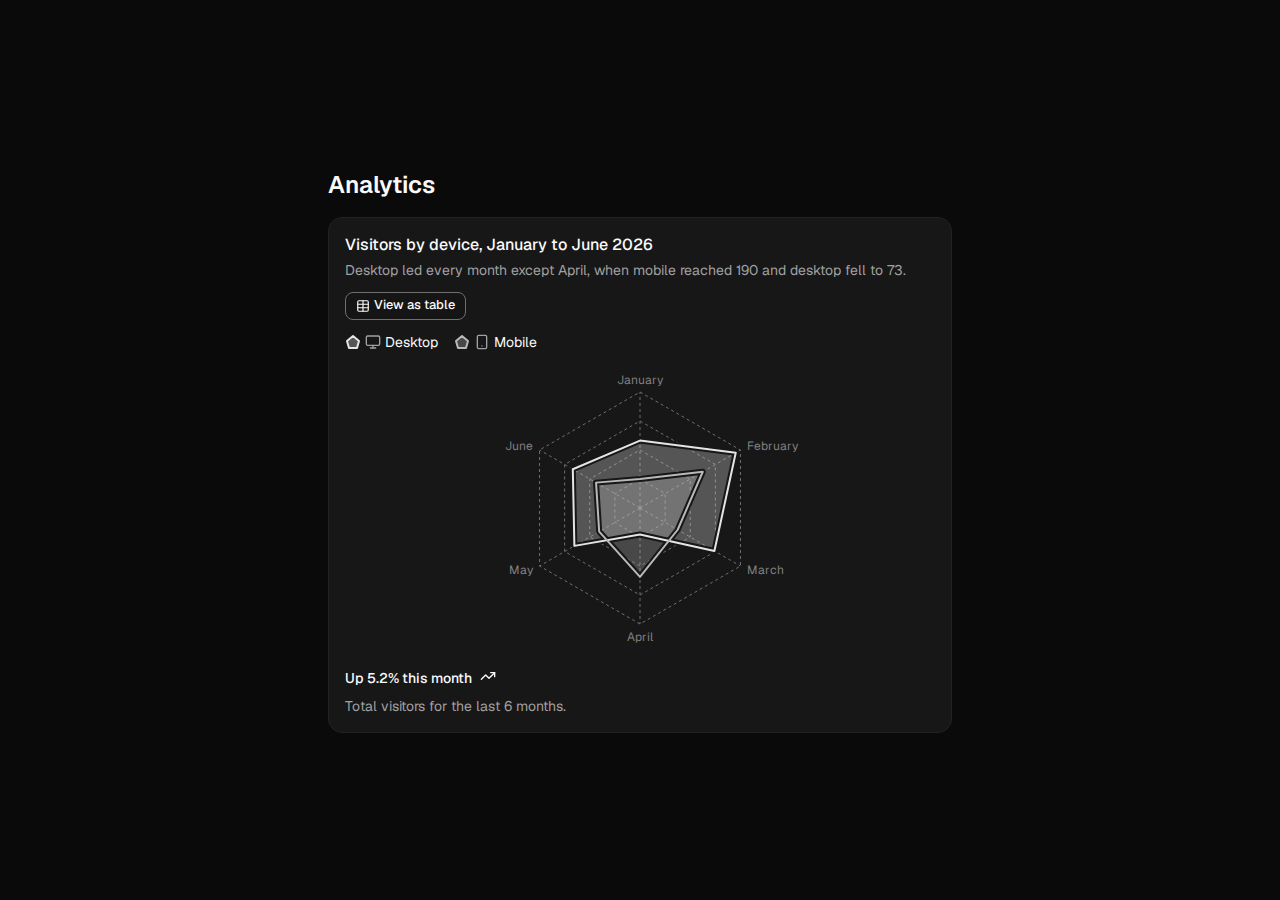 Analytics
Visitors by device, January to June 2026
Desktop led every month except April, when mobile reached 190 and desktop fell to 73.
View as table
Desktop Mobile
January
June February
May March
April
Up 5.2% this month
Total visitors for the last 6 months.